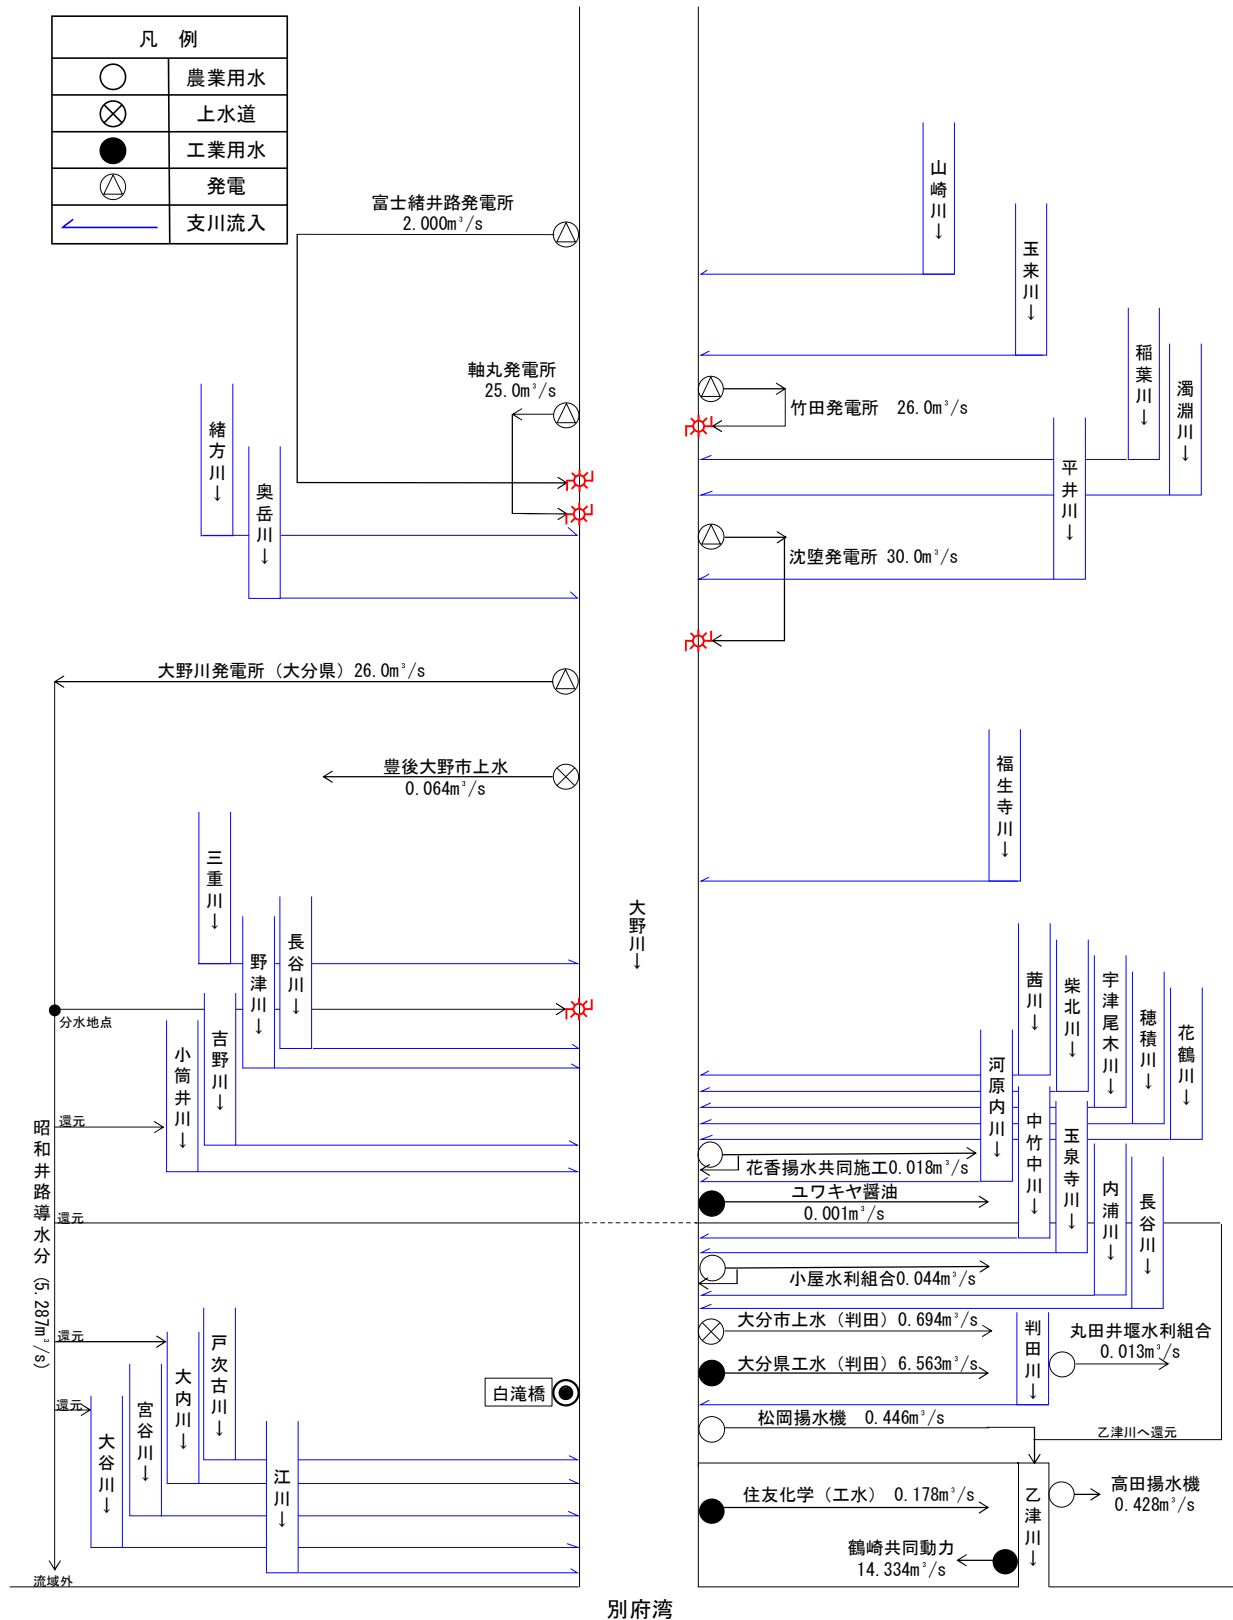 凡 例
農業用水
上水道
工業用水
発電
支川流入
富士緒井路発電所
2.000m³/s
山崎川→
玉来川→
稲葉川→
濁淵川→
軸丸発電所
25.0m³/s
竹田発電所 26.0m³/s
緒方川→
奥岳川→
平井川→
沈堕発電所 30.0m³/s
大野川発電所（大分県）26.0m³/s
豊後大野市上水
0.064m³/s
福生寺川→
三重川→
野津川→
長谷川→
大野川→
茜川→
柴北川→
宇津尾木川→
穂積川→
花鶴川→
分水地点
吉野川→
小筒井川→
河原内川→
中竹中川→
玉泉寺川→
内浦川→
長谷川→
昭和井路導水分（5.287m³/s）
還元
花香揚水共同施工0.018m³/s
ユワキヤ醤油
0.001m³/s
還元
小屋水利組合0.044m³/s
大分市上水（判田）0.694m³/s
判田川→
丸田井堰水利組合
0.013m³/s
還元
戸次古川→
大内川→
宮谷川→
大分県工水（判田）6.563m³/s
白滝橋
還元
大谷川→
江川→
松岡揚水機 0.446m³/s
乙津川へ還元
住友化学（工水）0.178m³/s
乙津川→
高田揚水機
0.428m³/s
鶴崎共同動力
14.334m³/s
流域外
別府湾